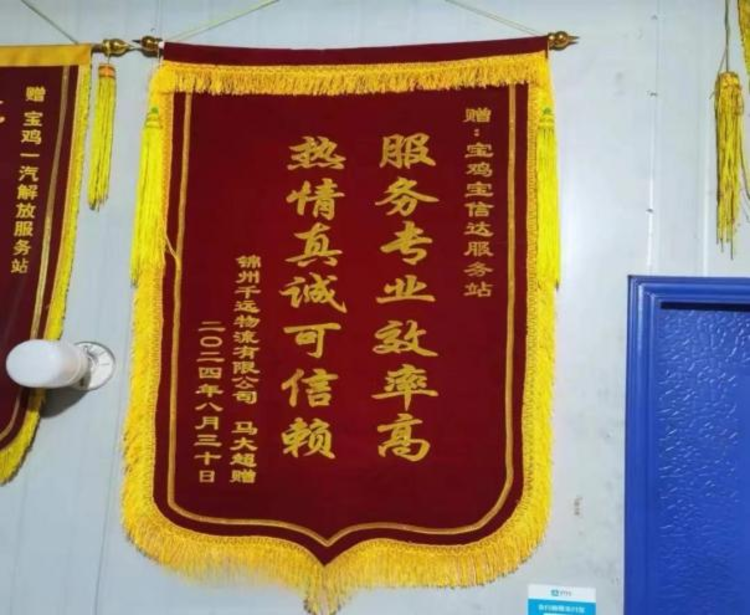 赠:宝鸡宝信达服务站
服务专业效率高
热情真诚可信赖
锦州千远物流有限公司 马大超赠
二〇二四年八月三十日
赠 宝鸡一汽解放服务站